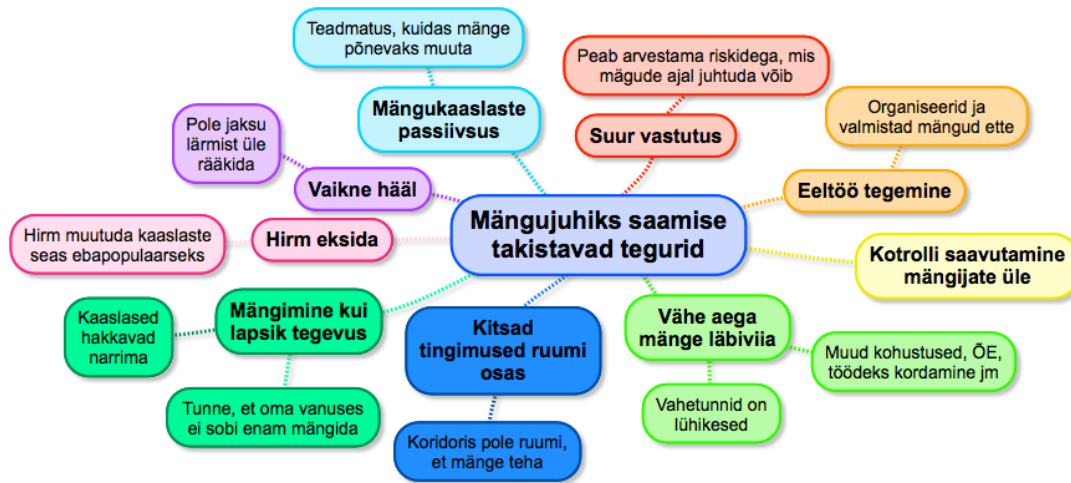 Teadmatus, kuidas mänge
põnevaks muuta
Mängukaaslaste
passiivsus
Peab arvestama riskidega, mis
mägude ajal juhtuda võib
Suur vastutus
Organiseerid ja
valmistad mängud ette
Eeltöö tegemine
Pole jaksu
lärmist üle
rääkida
Vaikne hääl
Mängujuhiks saamise
takistavad tegurid
Hirm muutuda kaaslaste
seas ebapopulaarseks
Hirm eksida
Kotrolli saavutamine
mängijate üle
Kaaslased
hakkavad
narrima
Mängimine kui
lapsik tegevus
Tunne, et oma vanuses
ei sobi enam mängida
Kitsad
tingimused ruumi
osas
Koridoris pole ruumi,
et mänge teha
Vähe aega
mänge läbiviia
Vahetunnid on
lühikesed
Muud kohustused, ÕE,
töödeks kordamine jm